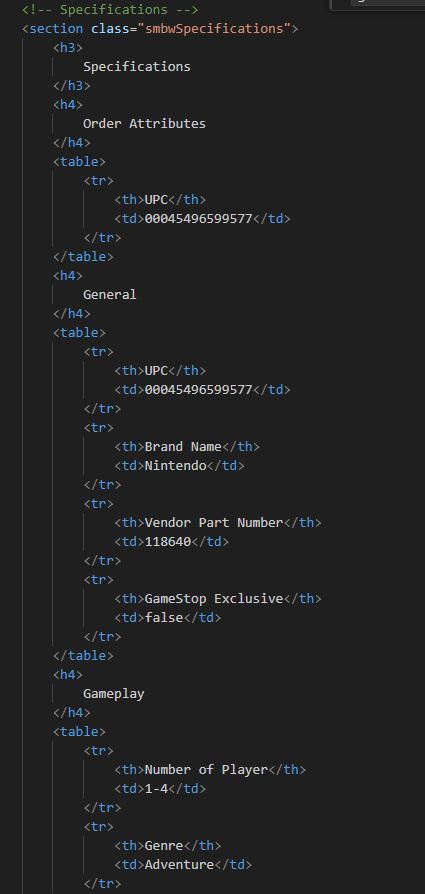 <!-- Specifications -->
<section class="smbwSpecifications">
<h3>
Specifications
</h3>
<h4>
Order Attributes
</h4>
<table>
<tr>
<th>UPC</th>
<td>00045496599577</td>
</tr>
</table>
<h4>
General
</h4>
<table>
<tr>
<th>UPC</th>
<td>00045496599577</td>
</tr>
<tr>
<th>Brand Name</th>
<td>Nintendo</td>
</tr>
<tr>
<th>Vendor Part Number</th>
<td>118640</td>
</tr>
<tr>
<th>GameStop Exclusive</th>
<td>false</td>
</tr>
</table>
<h4>
Gameplay
</h4>
<table>
<tr>
<th>Number of Player</th>
<td>1-4</td>
</tr>
<tr>
<th>Genre</th>
<td>Adventure</td>
</tr>